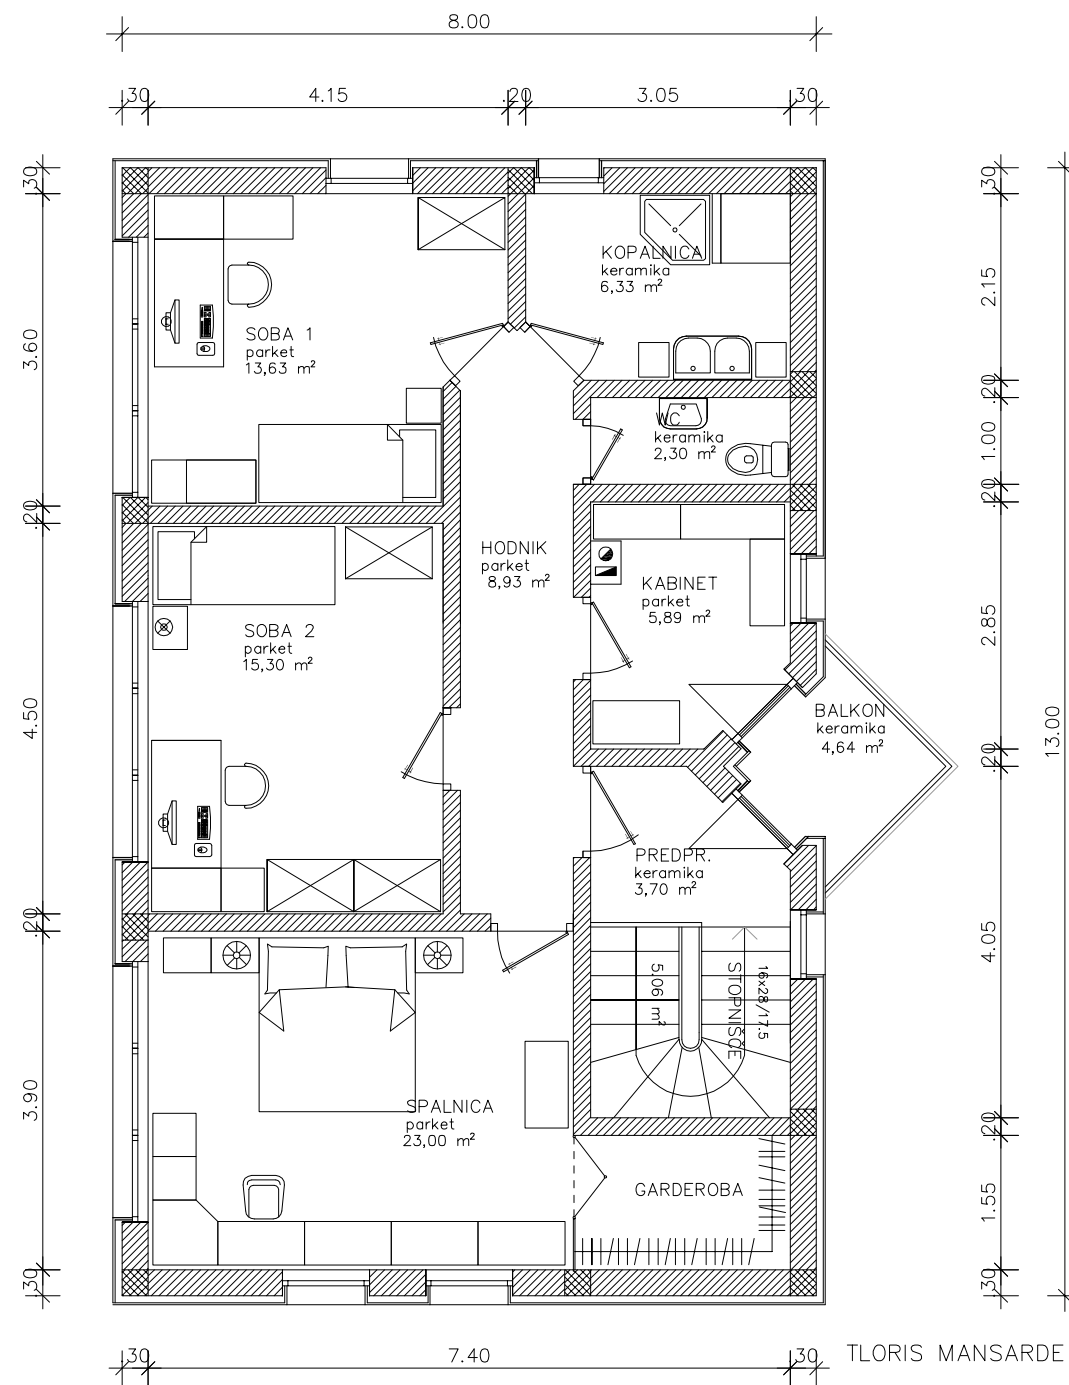 8.00
.30
4.15
.20
3.05
.30
.30
3.60
.20
4.50
.20
3.90
.30
.30
2.15
.20
1.00
.20
2.85
.20
4.05
.20
1.55
.30
13.00
SOBA 1
parket
13,63 m²
KOPALNICA
keramika
6,33 m²
WC
keramika
2,30 m²
HODNIK
parket
8,93 m²
KABINET
parket
5,89 m²
SOBA 2
parket
15,30 m²
BALKON
keramika
4,64 m²
PREDPR.
keramika
3,70 m²
16x28/17.5
STOPNIŠČE
5,06 m²
SPALNICA
parket
23,00 m²
GARDEROBA
.30
7.40
.30
TLORIS MANSARDE